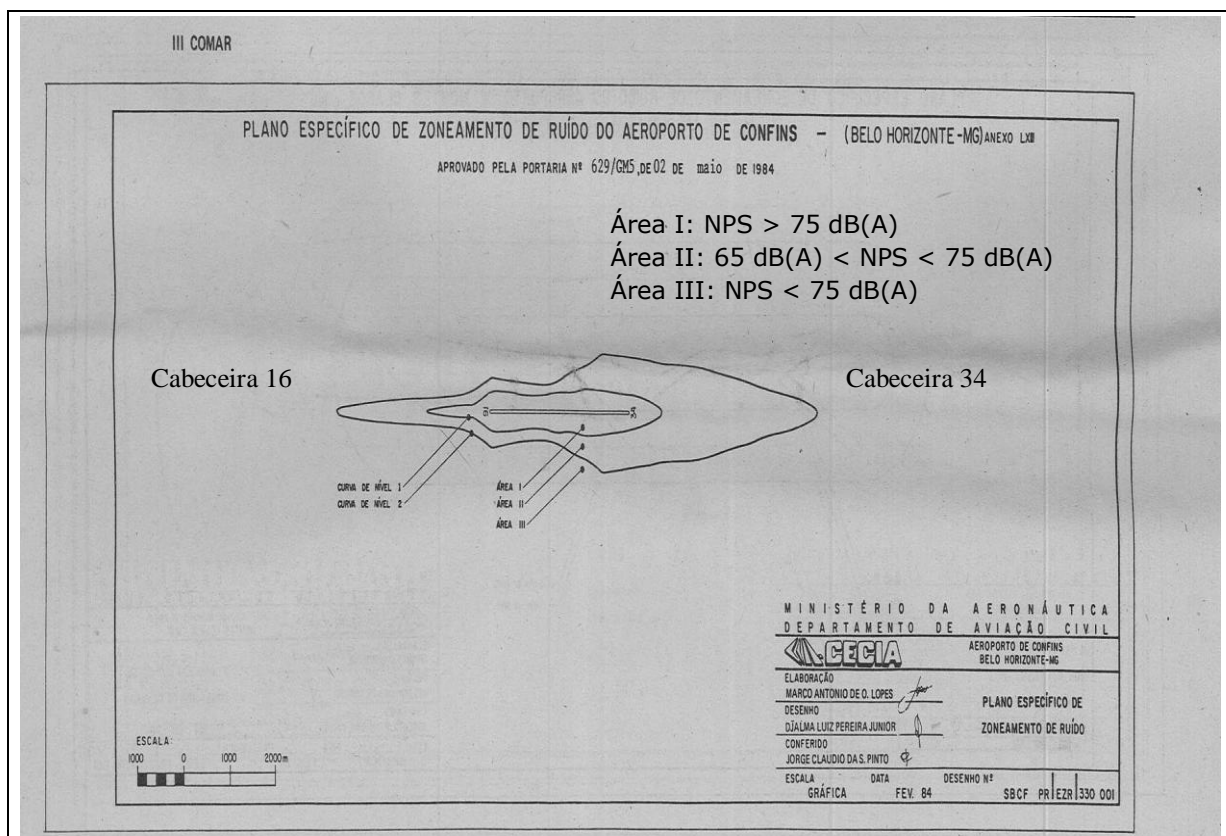 III COMAR
PLANO ESPECÍFICO DE ZONEAMENTO DE RUÍDO DO AEROPORTO DE CONFINS - (BELO HORIZONTE-MG) ANEXO LXIII
APROVADO PELA PORTARIA Nº 629/GM5, DE 02 DE maio DE 1984
Área I: NPS > 75 dB(A)
Área II: 65 dB(A) < NPS < 75 dB(A)
Área III: NPS < 75 dB(A)
Cabeceira 16
Cabeceira 34
16
34
CURVA DE NÍVEL 1
CURVA DE NÍVEL 2
ÁREA I
ÁREA II
ÁREA III
MINISTÉRIO DA AERONÁUTICA
DEPARTAMENTO DE AVIAÇÃO CIVIL
CECIA
AEROPORTO DE CONFINS
BELO HORIZONTE-MG
ELABORAÇÃO
MARCO ANTONIO DE O. LOPES
DESENHO
DJALMA LUIZ PEREIRA JUNIOR
CONFERIDO
JORGE CLAUDIO DA S. PINTO
PLANO ESPECÍFICO DE
ZONEAMENTO DE RUÍDO
ESCALA DATA DESENHO Nº
GRÁFICA FEV. 84 SBCF PR EZR 330 001
ESCALA:
1000 0 1000 2000m